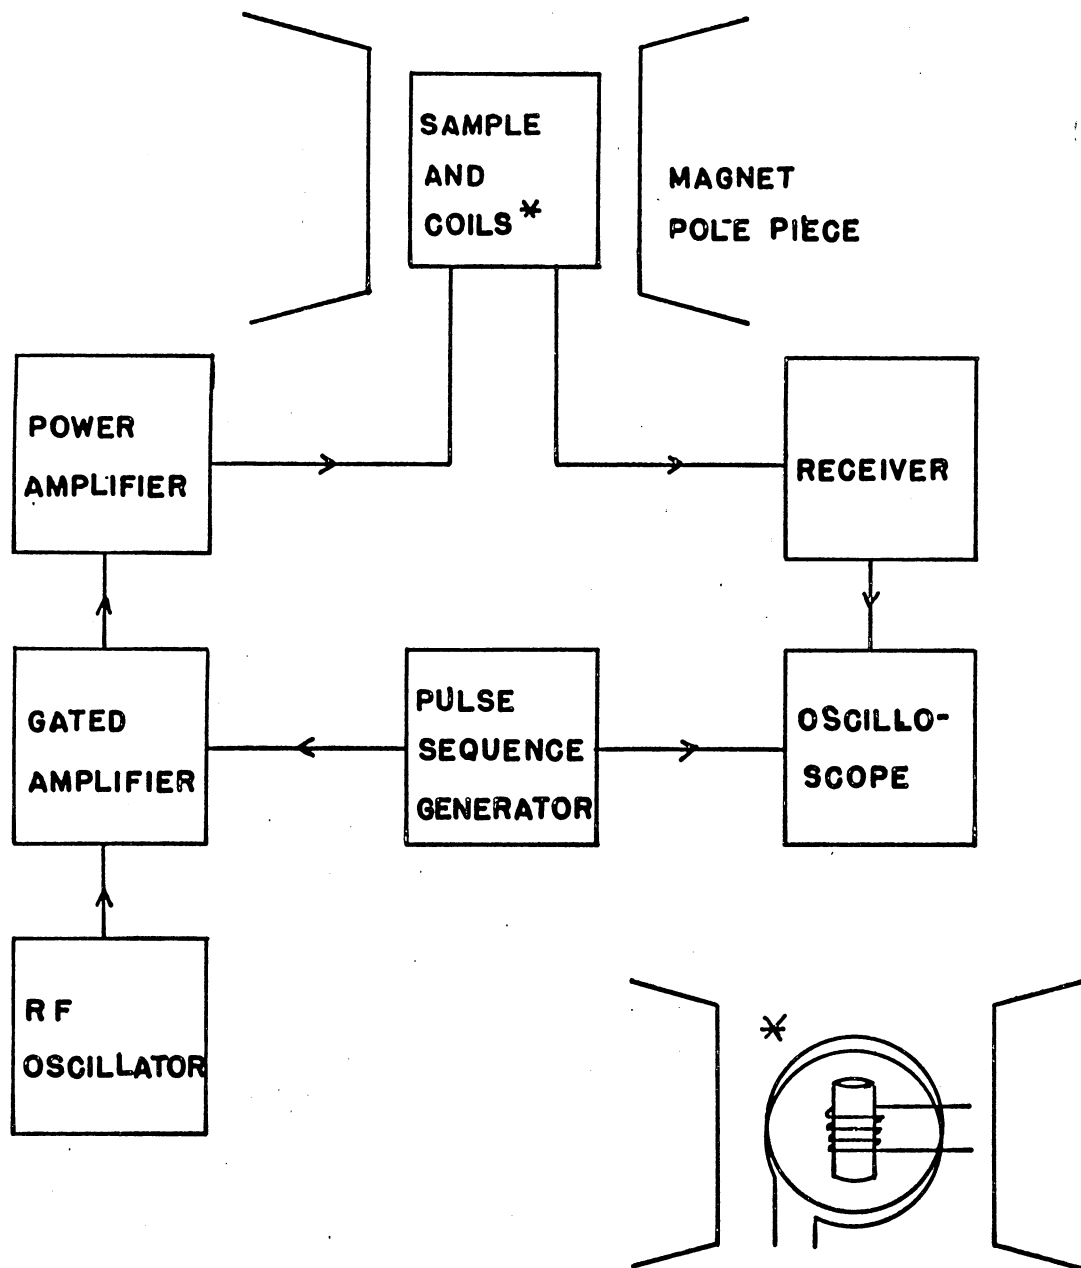 SAMPLE
AND
COILS*
MAGNET
POLE PIECE
POWER
AMPLIFIER
RECEIVER
GATED
AMPLIFIER
PULSE
SEQUENCE
GENERATOR
OSCILLO-
SCOPE
RF
OSCILLATOR
*